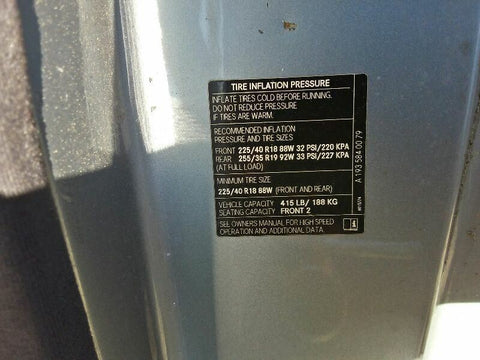 TIRE INFLATION PRESSURE
INFLATE TIRES COLD BEFORE RUNNING.
DO NOT REDUCE PRESSURE
IF TIRES ARE WARM.
RECOMMENDED INFLATION
PRESSURE AND TIRE SIZES
FRONT 225/40 R18 88W 32 PSI/220 KPA
REAR 255/35 R19 92W 33 PSI/227 KPA
(AT FULL LOAD)
MINIMUM TIRE SIZE
225/40 R18 88W (FRONT AND REAR)
VEHICLE CAPACITY 415 LB/ 188 KG
SEATING CAPACITY FRONT 2
SEE OWNERS MANUAL FOR HIGH SPEED
OPERATION AND ADDITIONAL DATA.
A 193 584 00 79